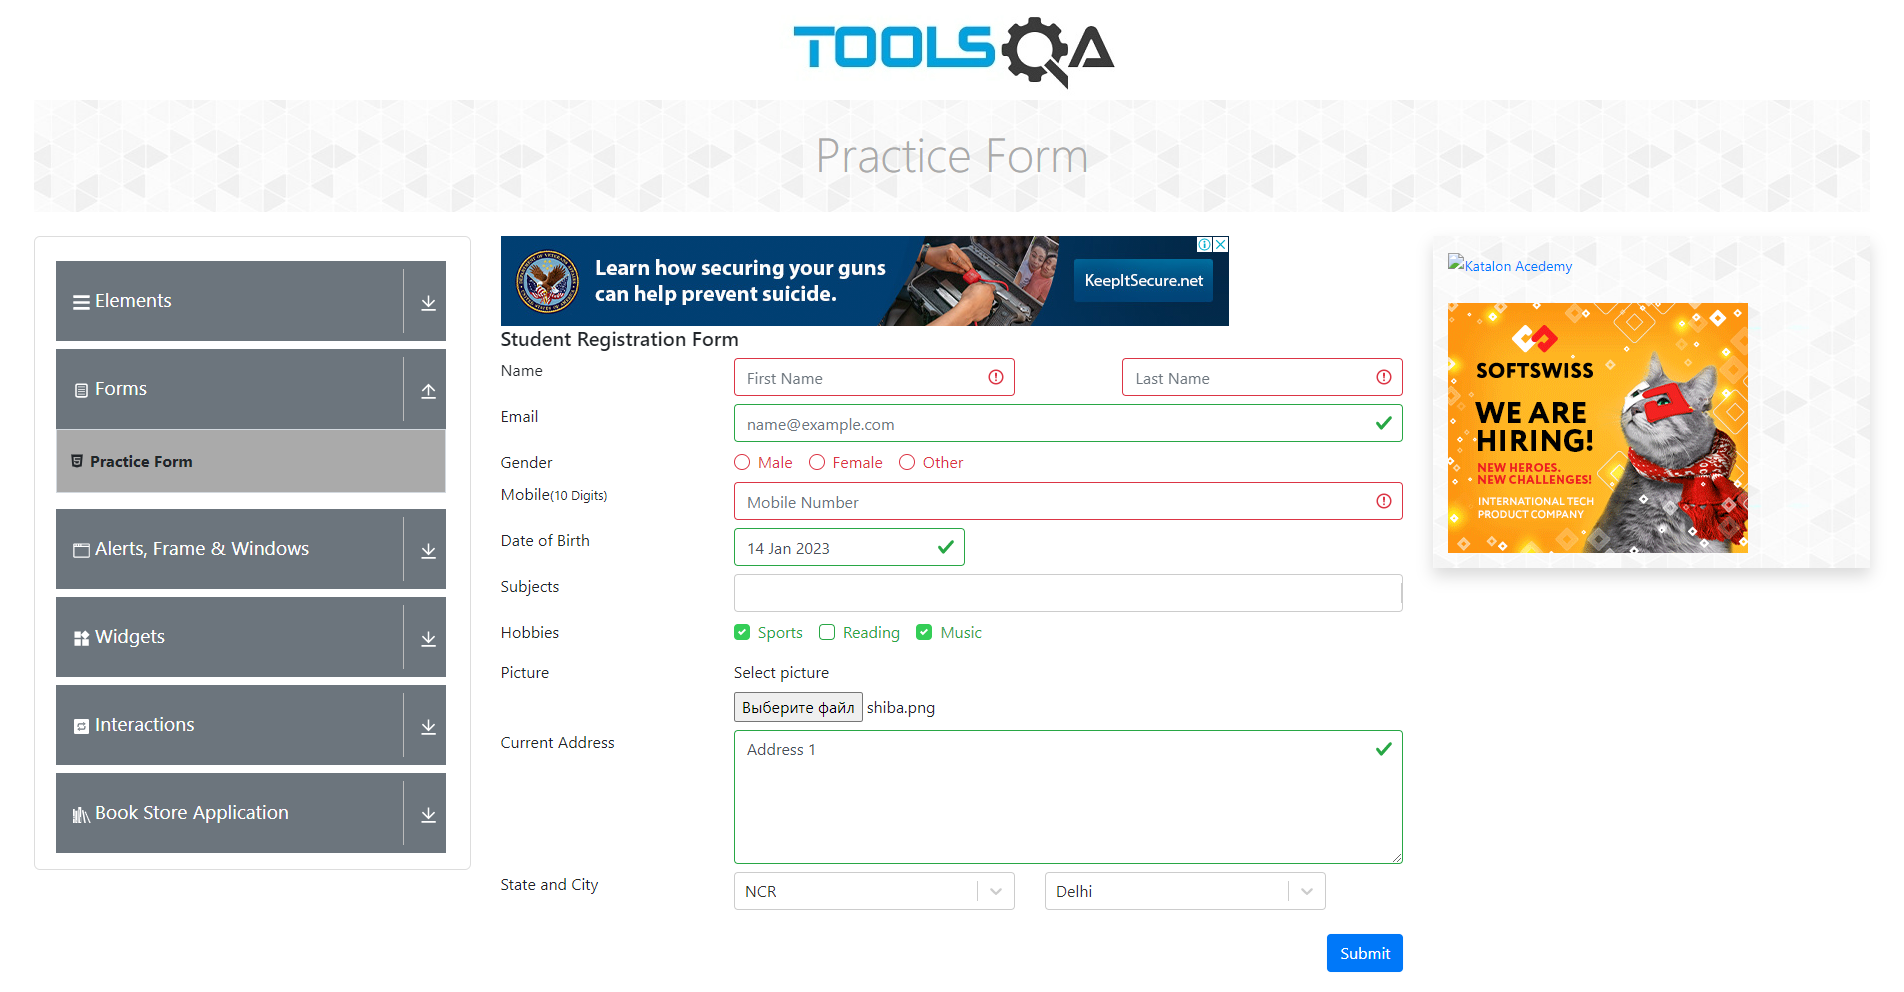 TOOLSQA
Practice Form
Elements
Forms
Practice Form
Alerts, Frame & Windows
Widgets
Interactions
Book Store Application
Learn how securing your guns
can help prevent suicide.
KeepItSecure.net
Student Registration Form
Name
First Name
Last Name
Email
name@example.com
Gender
Male
Female
Other
Mobile(10 Digits)
Mobile Number
Date of Birth
14 Jan 2023
Subjects
Hobbies
Sports
Reading
Music
Picture
Select picture
Выберите файл
shiba.png
Current Address
Address 1
State and City
NCR
Delhi
Submit
Katalon Acedemy
SOFTSWISS
WE ARE
HIRING!
NEW HEROES.
NEW CHALLENGES!
INTERNATIONAL TECH
PRODUCT COMPANY